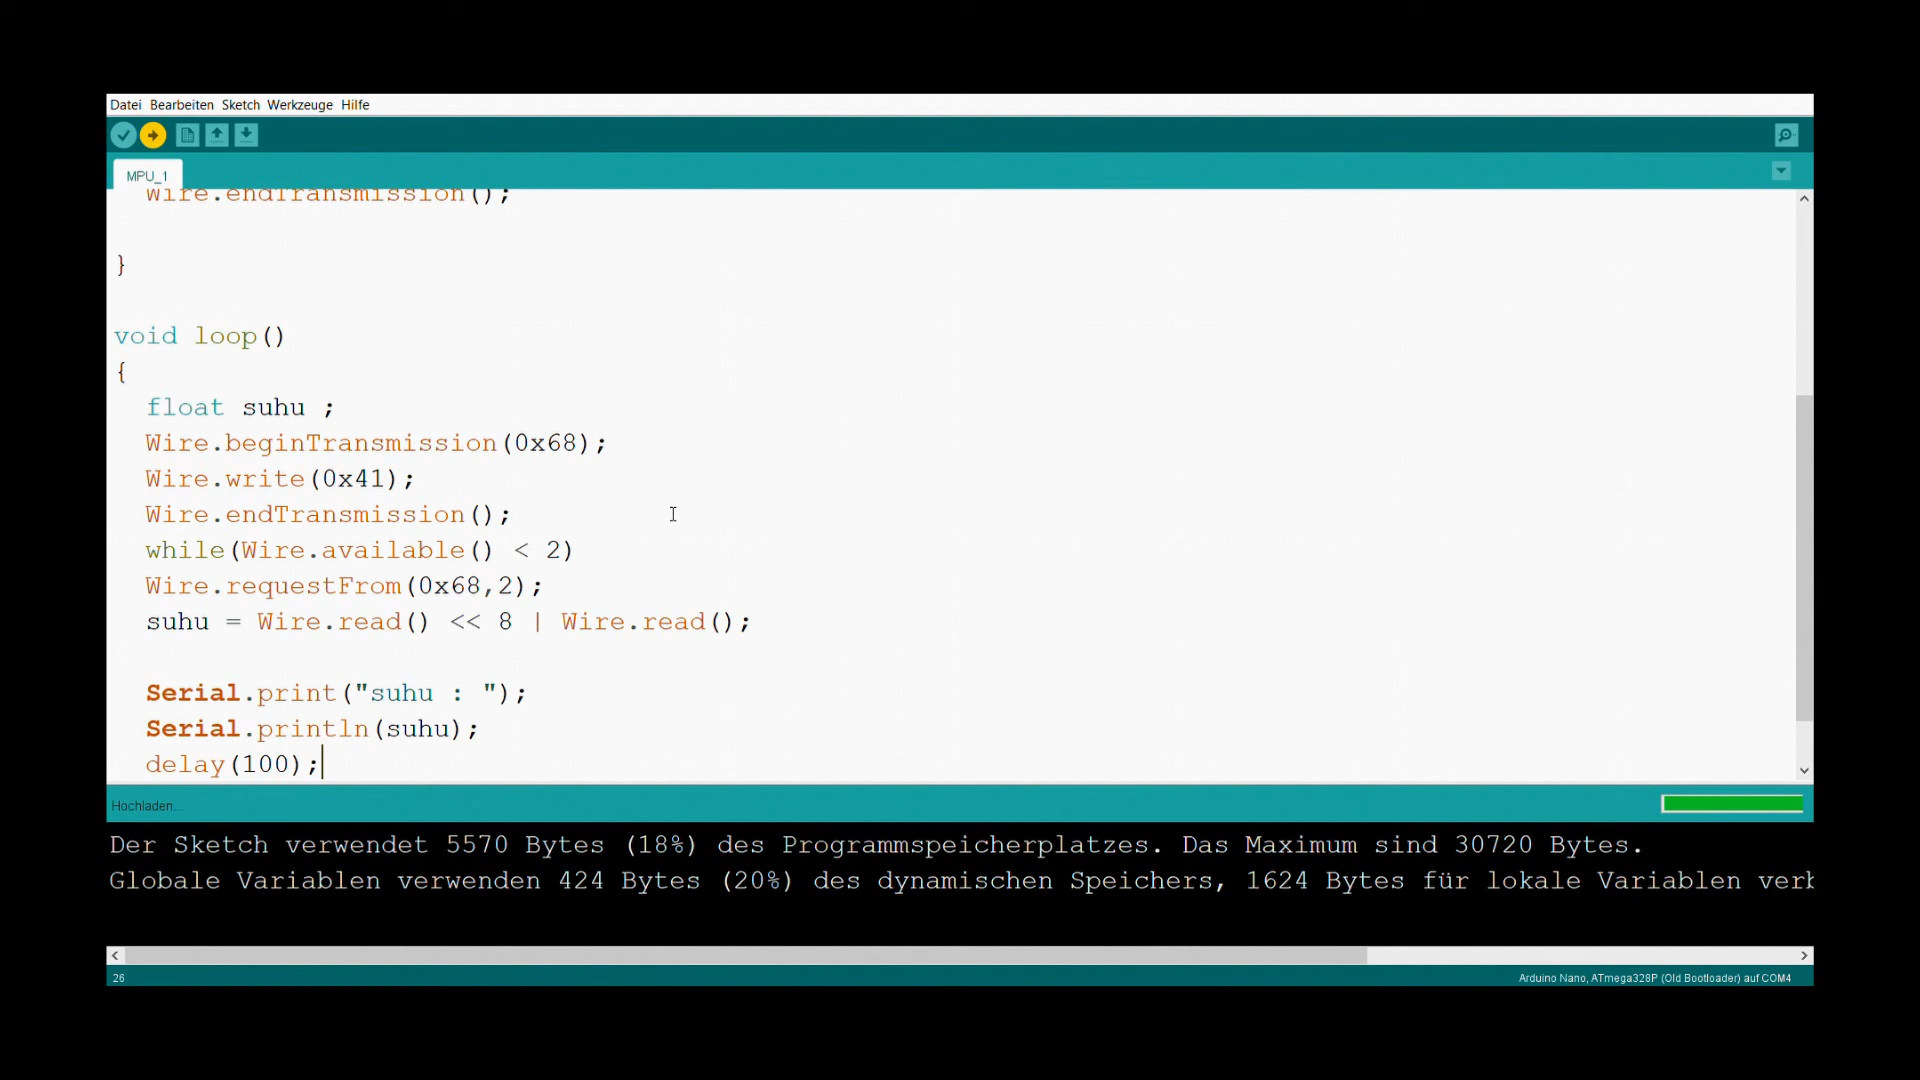 Datei Bearbeiten Sketch Werkzeuge Hilfe
MPU_1
Wire.endTransmission();
}
void loop()
{
float suhu ;
Wire.beginTransmission(0x68);
Wire.write(0x41);
Wire.endTransmission();
while(Wire.available() < 2)
Wire.requestFrom(0x68,2);
suhu = Wire.read() << 8 | Wire.read();
Serial.print("suhu : ");
Serial.println(suhu);
delay(100);
Hochladen...
Der Sketch verwendet 5570 Bytes (18%) des Programmspeicherplatzes. Das Maximum sind 30720 Bytes.
Globale Variablen verwenden 424 Bytes (20%) des dynamischen Speichers, 1624 Bytes für lokale Variablen verb
26
Arduino Nano, ATmega328P (Old Bootloader) auf COM4